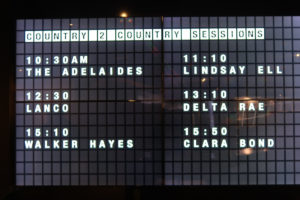 COUNTRY 2 COUNTRY SESSIONS
10:30AM
THE ADELAIDES
12:30
LANCO
15:10
WALKER HAYES
11:10
LINDSAY ELL
13:10
DELTA RAE
15:50
CLARA BOND